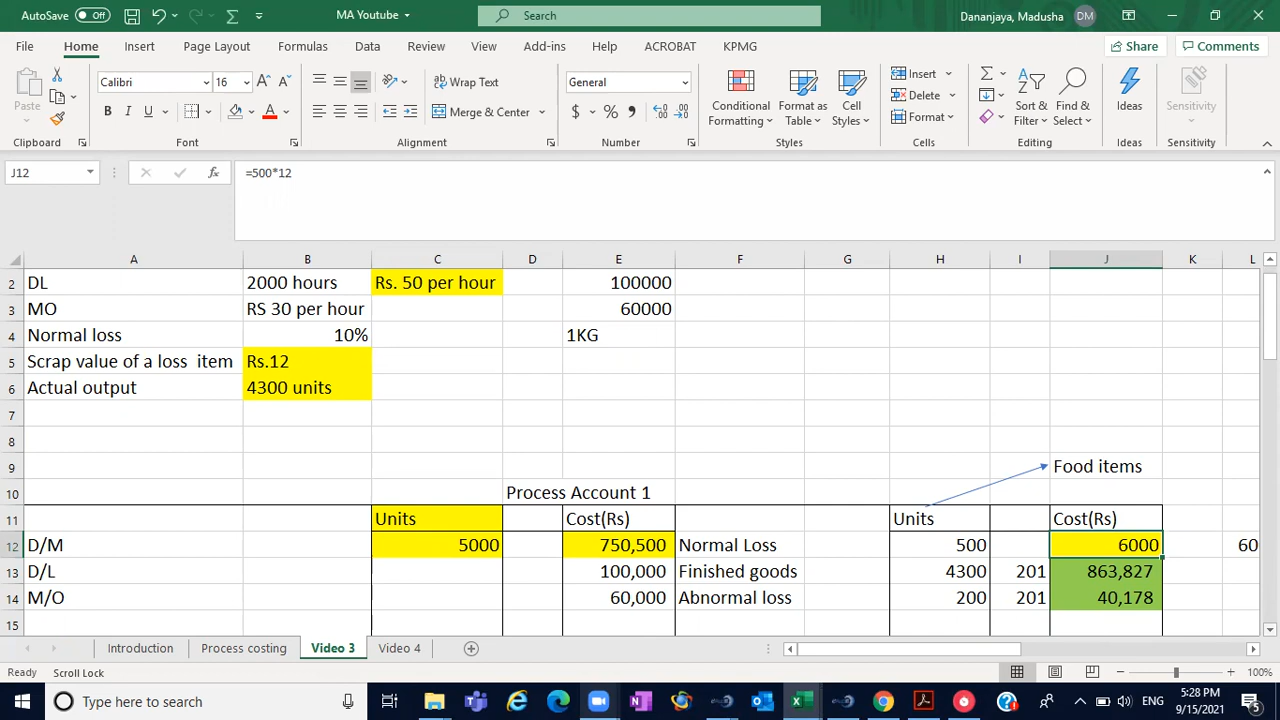 AutoSave Off MA Youtube Search Dananjaya, Madusha DM
File Home Insert Page Layout Formulas Data Review View Add-ins Help ACROBAT KPMG Share Comments
Paste Calibri 16 B I U A Wrap Text Merge & Center General $ % , Conditional Formatting Format as Table Cell Styles Insert Delete Format Sort & Filter Find & Select Ideas Sensitivity
Clipboard Font Alignment Number Styles Cells Editing Ideas Sensitivity
J12 fx =500*12
A B C D E F G H I J K L
2 DL 2000 hours Rs. 50 per hour 100000
3 MO RS 30 per hour 60000
4 Normal loss 10% 1KG
5 Scrap value of a loss item Rs.12
6 Actual output 4300 units
7
8
9 Food items
10 Process Account 1
11 Units Cost(Rs) Units Cost(Rs)
12 D/M 5000 750,500 Normal Loss 500 6000 60
13 D/L 100,000 Finished goods 4300 201 863,827
14 M/O 60,000 Abnormal loss 200 201 40,178
15
Introduction Process costing Video 3 Video 4
Ready Scroll Lock 100%
Type here to search ENG 5:28 PM 9/15/2021 5